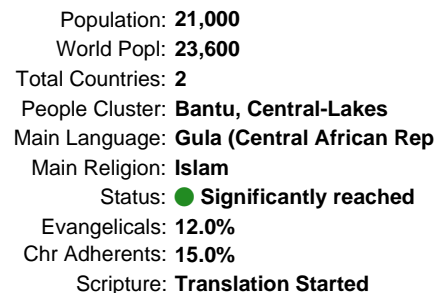 Population: 21,000
World Popl: 23,600
Total Countries: 2
People Cluster: Bantu, Central-Lakes
Main Language: Gula (Central African Rep
Main Religion: Islam
Status: Significantly reached
Evangelicals: 12.0%
Chr Adherents: 15.0%
Scripture: Translation Started